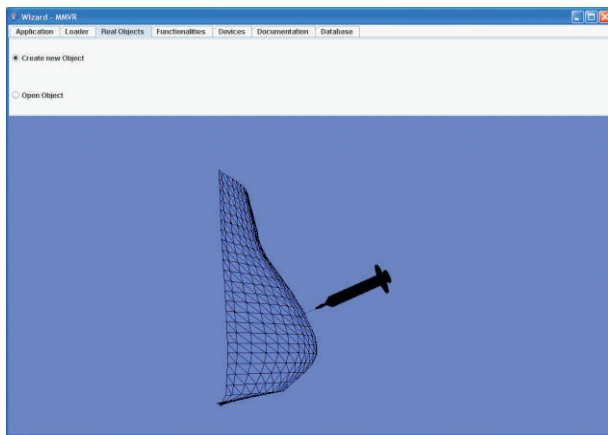 Wizard - MMVR
Application Loader Real Objects Functionalities Devices Documentation Database
Create new Object
Open Object